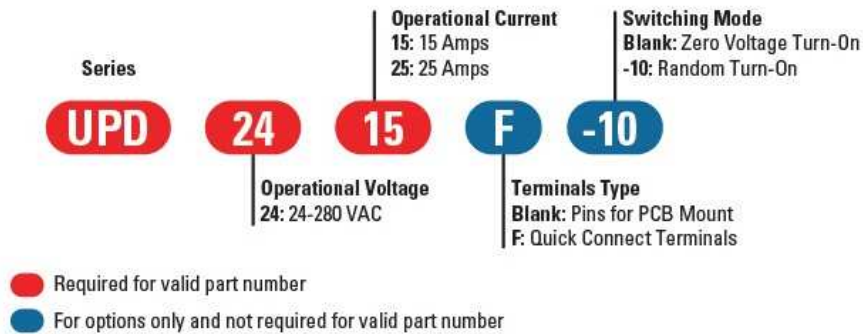 Operational Current
15: 15 Amps
25: 25 Amps
Switching Mode
Blank: Zero Voltage Turn-On
-10: Random Turn-On
Series
UPD 24 15 F -10
Operational Voltage
24: 24-280 VAC
Terminals Type
Blank: Pins for PCB Mount
F: Quick Connect Terminals
Required for valid part number
For options only and not required for valid part number